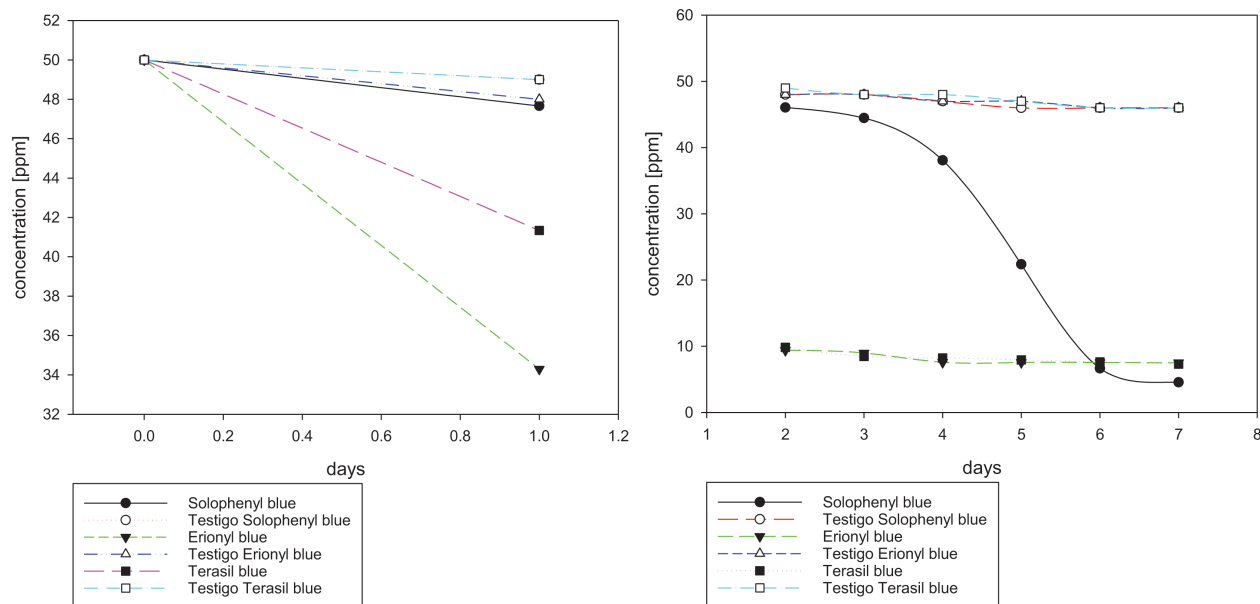 52
50
48
46
44
42
40
38
36
34
32
concentration [ppm]
0.0 0.2 0.4 0.6 0.8 1.0 1.2
days
Solophenyl blue
Testigo Solophenyl blue
Erionyl blue
Testigo Erionyl blue
Terasil blue
Testigo Terasil blue
60
50
40
30
20
10
0
concentration [ppm]
1 2 3 4 5 6 7 8
days
Solophenyl blue
Testigo Solophenyl blue
Erionyl blue
Testigo Erionyl blue
Terasil blue
Testigo Terasil blue